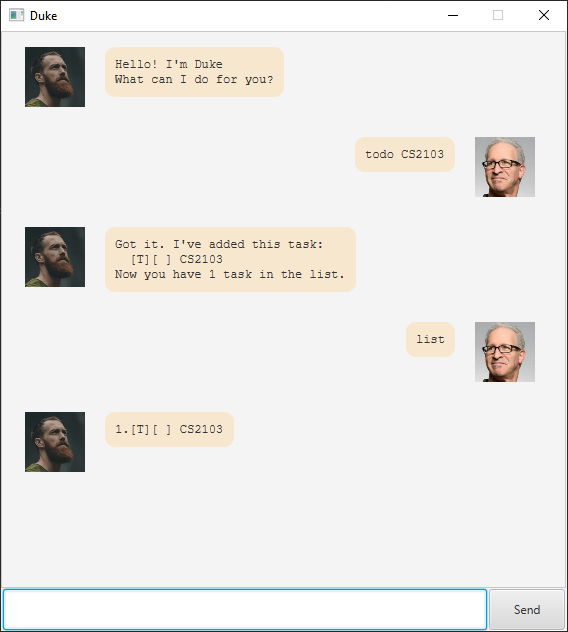 Duke
Hello! I'm Duke
What can I do for you?
todo CS2103
Got it. I've added this task:
  [T][ ] CS2103
Now you have 1 task in the list.
list
1.[T][ ] CS2103
Send